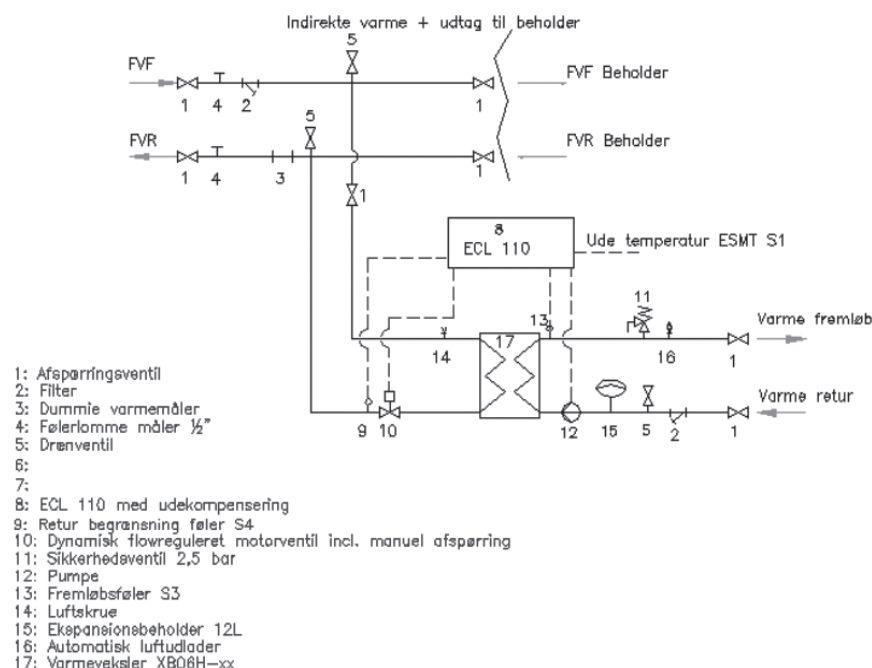 Indirekte varme + udtag til beholder
5
FVF
FVF Beholder
1
4
2
1
5
FVR
FVR Beholder
1
4
3
1
1
8
ECL 110
Ude temperatur ESMT S1
11
13
17
Varme fremløb
14
16
1
Varme retur
9
10
12
15
5
2
1
1: Afspørringsventil
2: Filter
3: Dummie varmemåler
4: Følerlomme måler ½"
5: Drønventil
6:
7:
8: ECL 110 med udekompensering
9: Retur begrønsning føler S4
10: Dynamisk flowreguleret motorventil incl. manuel afspørring
11: Sikkerhedsventil 2,5 bar
12: Pumpe
13: Fremløbsføler S3
14: Luftskrue
15: Ekspansionsbeholder 12L
16: Automatisk luftudlader
17: Varmeveksler XB06H-xx